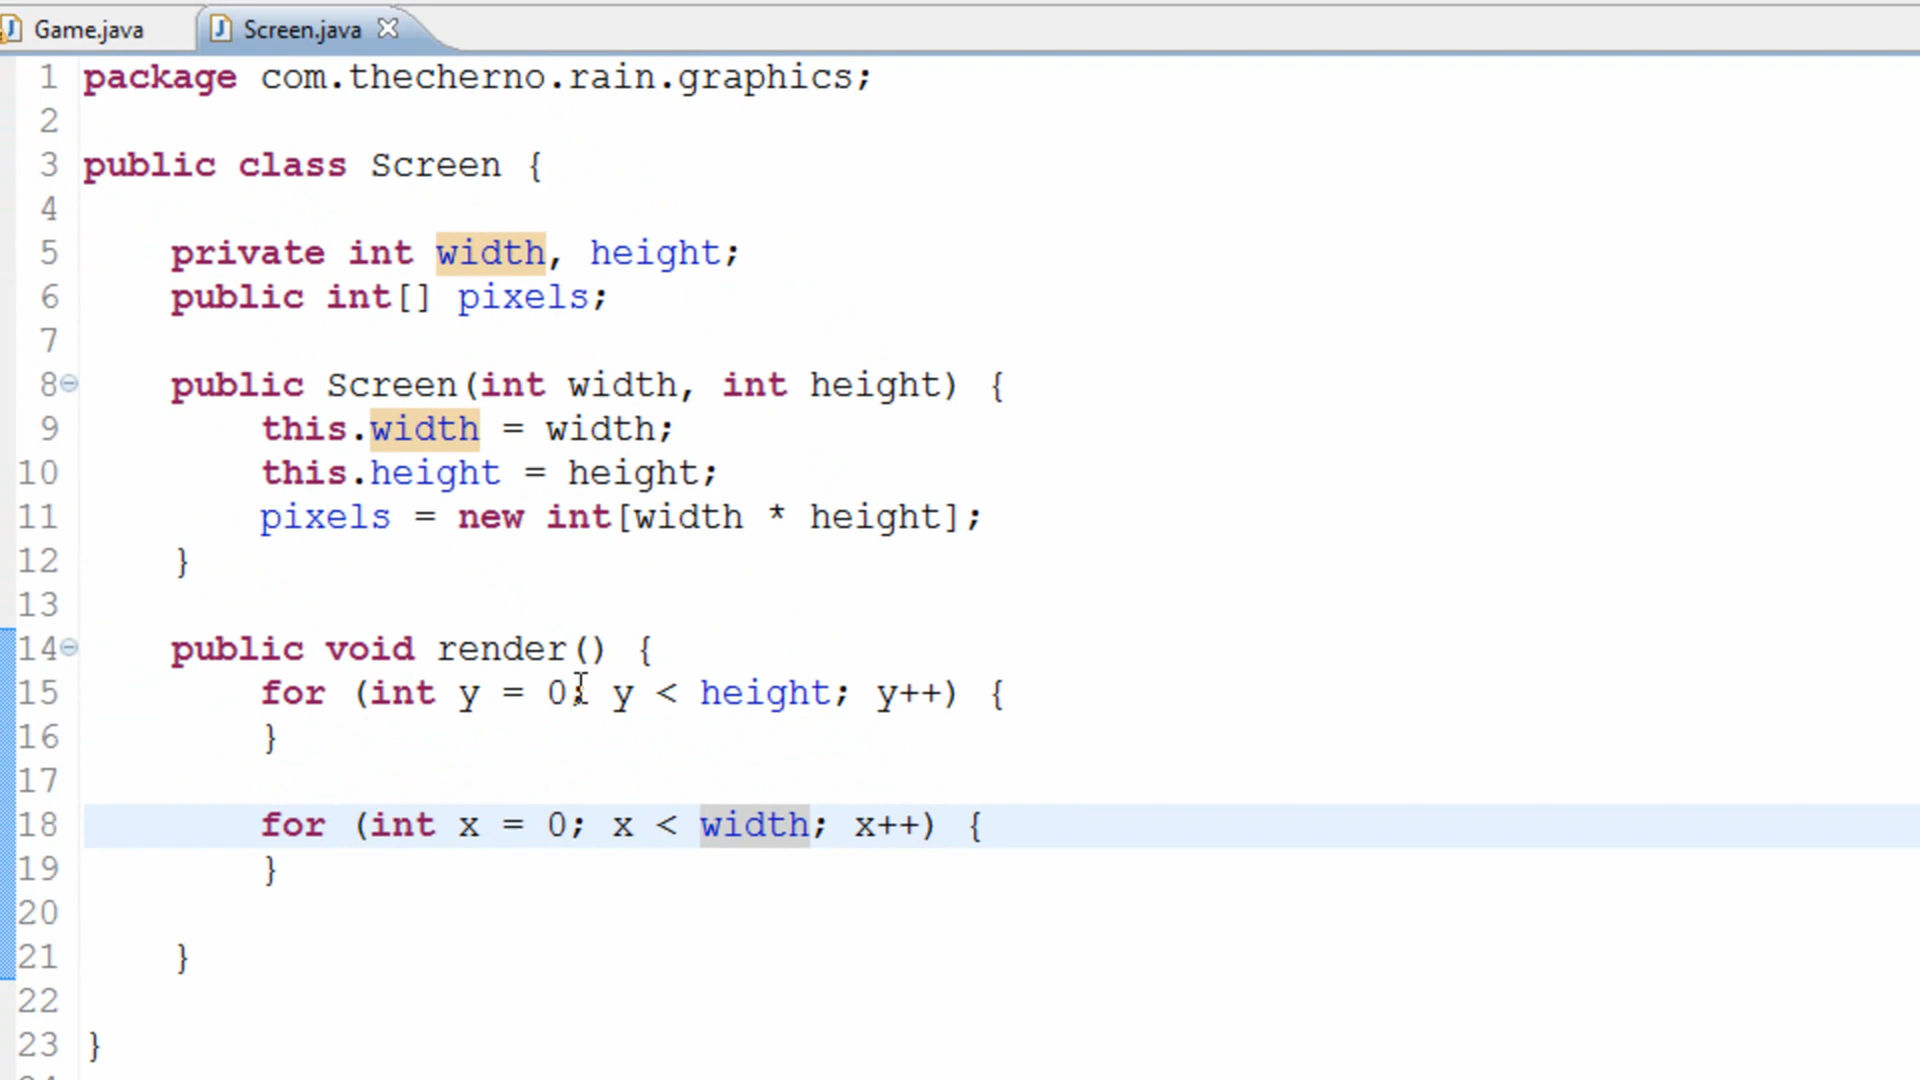 Game.java
Screen.java
1 package com.thecherno.rain.graphics;
2
3 public class Screen {
4
5 private int width, height;
6 public int[] pixels;
7
8 public Screen(int width, int height) {
9 this.width = width;
10 this.height = height;
11 pixels = new int[width * height];
12 }
13
14 public void render() {
15 for (int y = 0; y < height; y++) {
16 }
17
18 for (int x = 0; x < width; x++) {
19 }
20
21 }
22
23 }